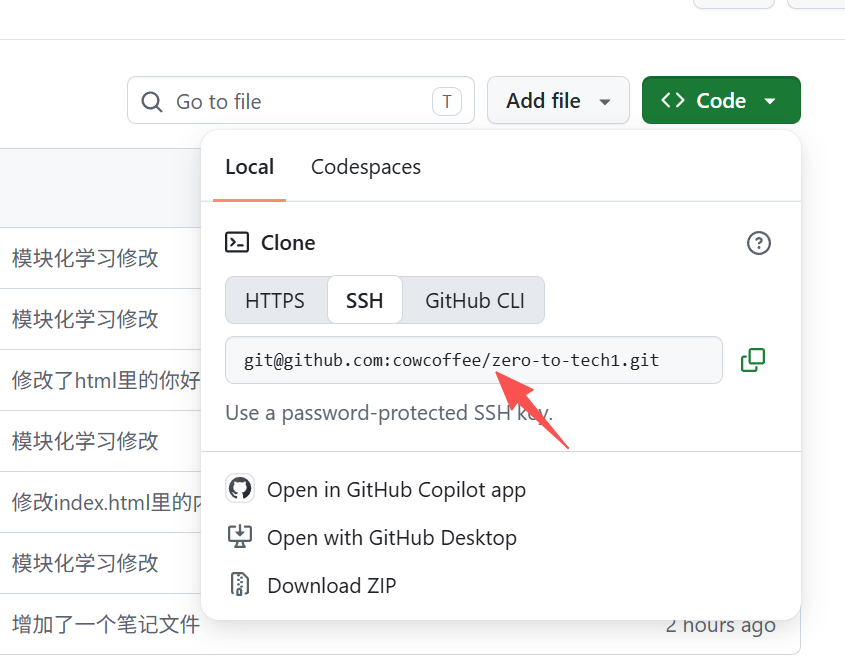 Go to file
T
Add file
Code
Local
Codespaces
Clone
HTTPS
SSH
GitHub CLI
git@github.com:cowcoffee/zero-to-tech1.git
Use a password-protected SSH key.
Open in GitHub Copilot app
Open with GitHub Desktop
Download ZIP
模块化学习修改
模块化学习修改
修改了html里的你好
模块化学习修改
修改index.html里的
模块化学习修改
增加了一个笔记文件
2 hours ago